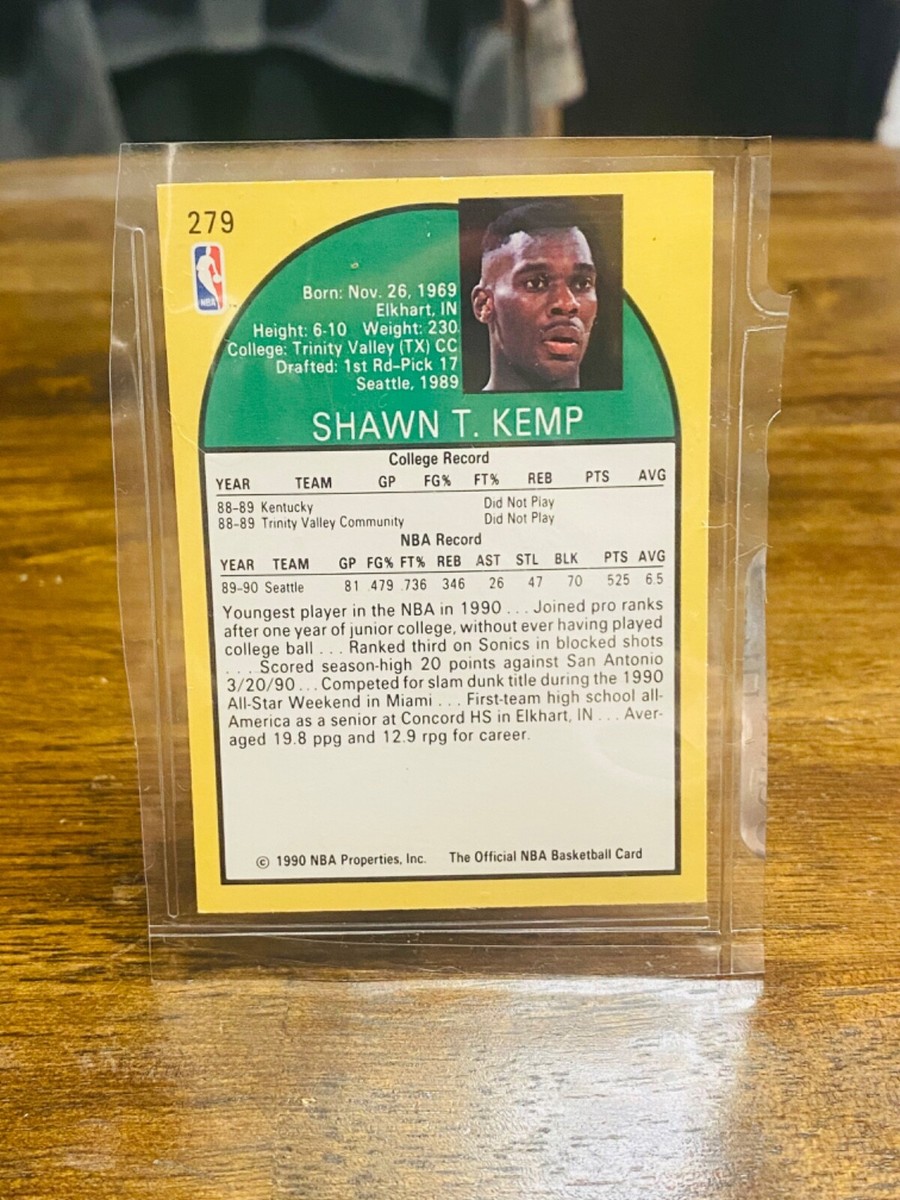 279
NBA
Born: Nov. 26, 1969
Elkhart, IN
Height: 6-10 Weight: 230
College: Trinity Valley (TX) CC
Drafted: 1st Rd-Pick 17
Seattle, 1989
SHAWN T. KEMP
College Record
YEAR TEAM GP FG% FT% REB PTS AVG
88-89 Kentucky Did Not Play
88-89 Trinity Valley Community Did Not Play
NBA Record
YEAR TEAM GP FG% FT% REB AST STL BLK PTS AVG
89-90 Seattle 81 .479 .736 346 26 47 70 525 6.5
Youngest player in the NBA in 1990 . . . Joined pro ranks
after one year of junior college, without ever having played
college ball . . . Ranked third on Sonics in blocked shots
. . . . Scored season-high 20 points against San Antonio
3/20/90 . . . Competed for slam dunk title during the 1990
All-Star Weekend in Miami . . . First-team high school all-
America as a senior at Concord HS in Elkhart, IN . . . Aver-
aged 19.8 ppg and 12.9 rpg for career.
© 1990 NBA Properties, Inc. The Official NBA Basketball Card